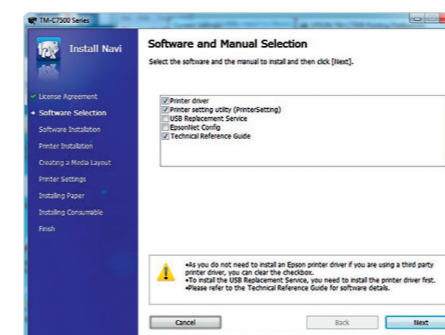 TM-C7500 Series
Install Navi
Software and Manual Selection
Select the software and the manual to install and then click [Next].
License Agreement
Software Selection
Software Installation
Printer Installation
Creating a Media Layout
Printer Settings
Installing Paper
Installing Consumable
Finish
Printer driver
Printer setting utility (PrinterSetting)
USB Replacement Service
EpsonNet Config
Technical Reference Guide
•As you do not need to install an Epson printer driver if you are using a third party
printer driver, you can clear the checkbox.
•To install the USB Replacement Service, you need to install the printer driver first.
•Please refer to the Technical Reference Guide for software details.
Cancel
Back
Next